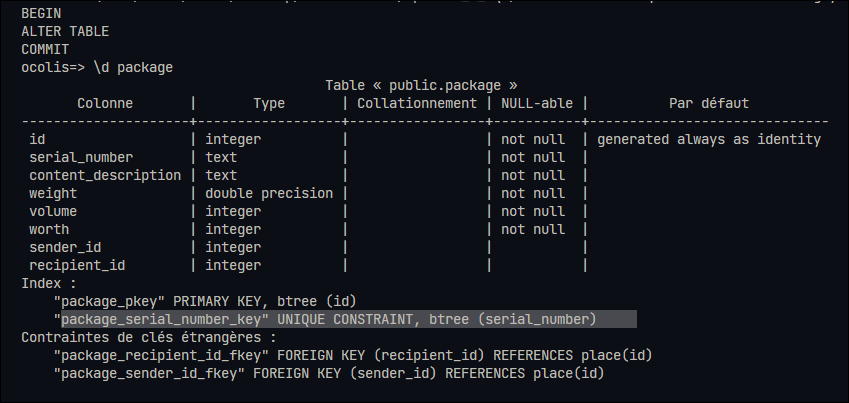 BEGIN
ALTER TABLE
COMMIT
ocolis=> \d package
Table « public.package »
Colonne | Type | Collationnement | NULL-able | Par défaut
---------------------+------------------+-----------------+-----------+------------------------------
id | integer | | not null | generated always as identity
serial_number | text | | not null |
content_description | text | | not null |
weight | double precision | | not null |
volume | integer | | not null |
worth | integer | | not null |
sender_id | integer | | |
recipient_id | integer | | |
Index :
"package_pkey" PRIMARY KEY, btree (id)
"package_serial_number_key" UNIQUE CONSTRAINT, btree (serial_number)
Contraintes de clés étrangères :
"package_recipient_id_fkey" FOREIGN KEY (recipient_id) REFERENCES place(id)
"package_sender_id_fkey" FOREIGN KEY (sender_id) REFERENCES place(id)